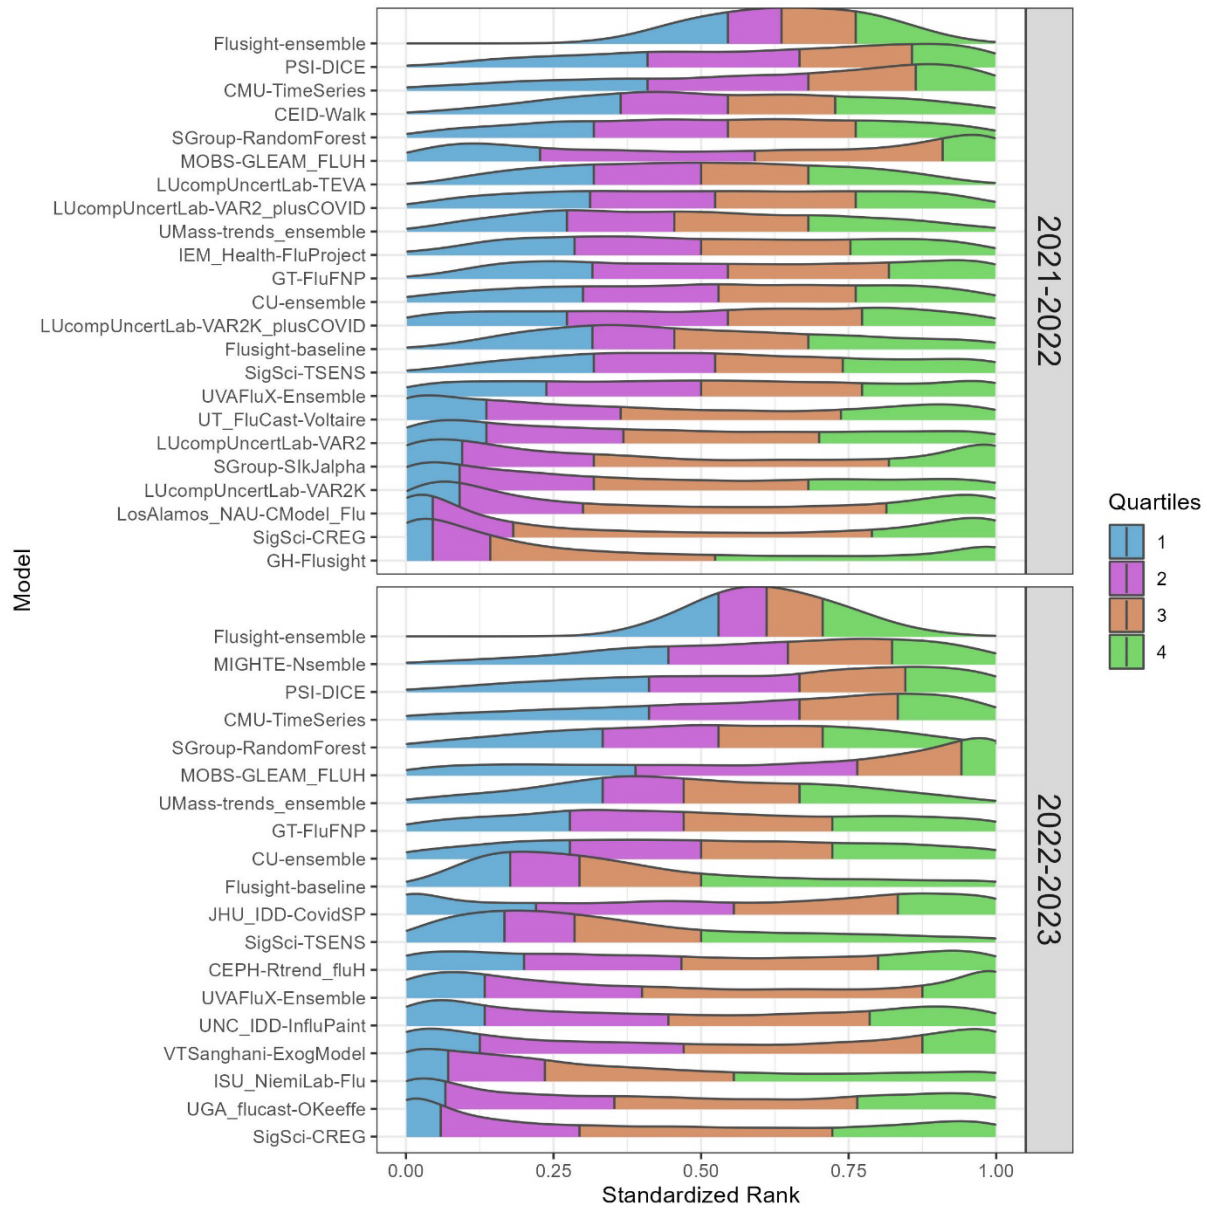 Flusight-ensemble
PSI-DICE
CMU-TimeSeries
CEID-Walk
SGroup-RandomForest
MOBS-GLEAM_FLUH
LUcompUncertLab-TEVA
LUcompUncertLab-VAR2_plusCOVID
UMass-trends_ensemble
IEM_Health-FluProject
GT-FluFNP
CU-ensemble
LUcompUncertLab-VAR2K_plusCOVID
Flusight-baseline
SigSci-TSENS
UVAFluX-Ensemble
UT_FluCast-Voltaire
LUcompUncertLab-VAR2
SGroup-SIkJalpha
LUcompUncertLab-VAR2K
LosAlamos_NAU-CModel_Flu
SigSci-CREG
GH-Flusight
2021-2022
Model
Flusight-ensemble
MIGHTE-Nsemble
PSI-DICE
CMU-TimeSeries
SGroup-RandomForest
MOBS-GLEAM_FLUH
UMass-trends_ensemble
GT-FluFNP
CU-ensemble
Flusight-baseline
JHU_IDD-CovidSP
SigSci-TSENS
CEPH-Rtrend_fluH
UVAFluX-Ensemble
UNC_IDD-InfluPaint
VTSanghani-ExogModel
ISU_NiemiLab-Flu
UGA_flucast-OKeeffe
SigSci-CREG
2022-2023
0.00 0.25 0.50 0.75 1.00
Standardized Rank
Quartiles
1
2
3
4